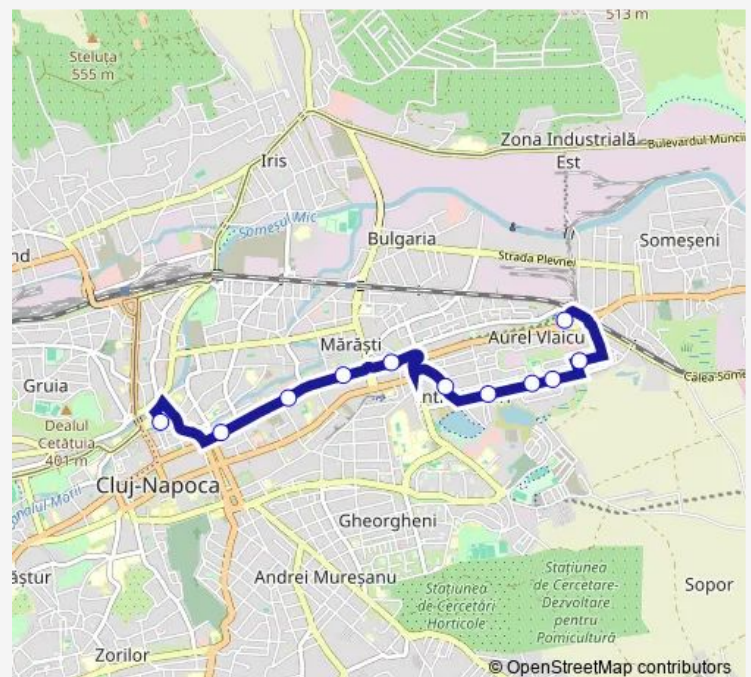 513 m
Steluța
555 m
Zona Industrială
Est
Bulevardul Muncii
Iris
Someșul Mic
Bulgaria
Someșeni
Strada Plevnei
Mărăști
Aurel Vlaicu
Gruia
Dealul
Cetățuia
401 m
Cluj-Napoca
Gheorgheni
Andrei Mureșanu
Stațiunea
de Cercetări
Horticole
Stațiunea
de Cercetare-
Dezvoltare
pentru
Pomicultură
Sopor
Zorilor
© OpenStreetMap contributors